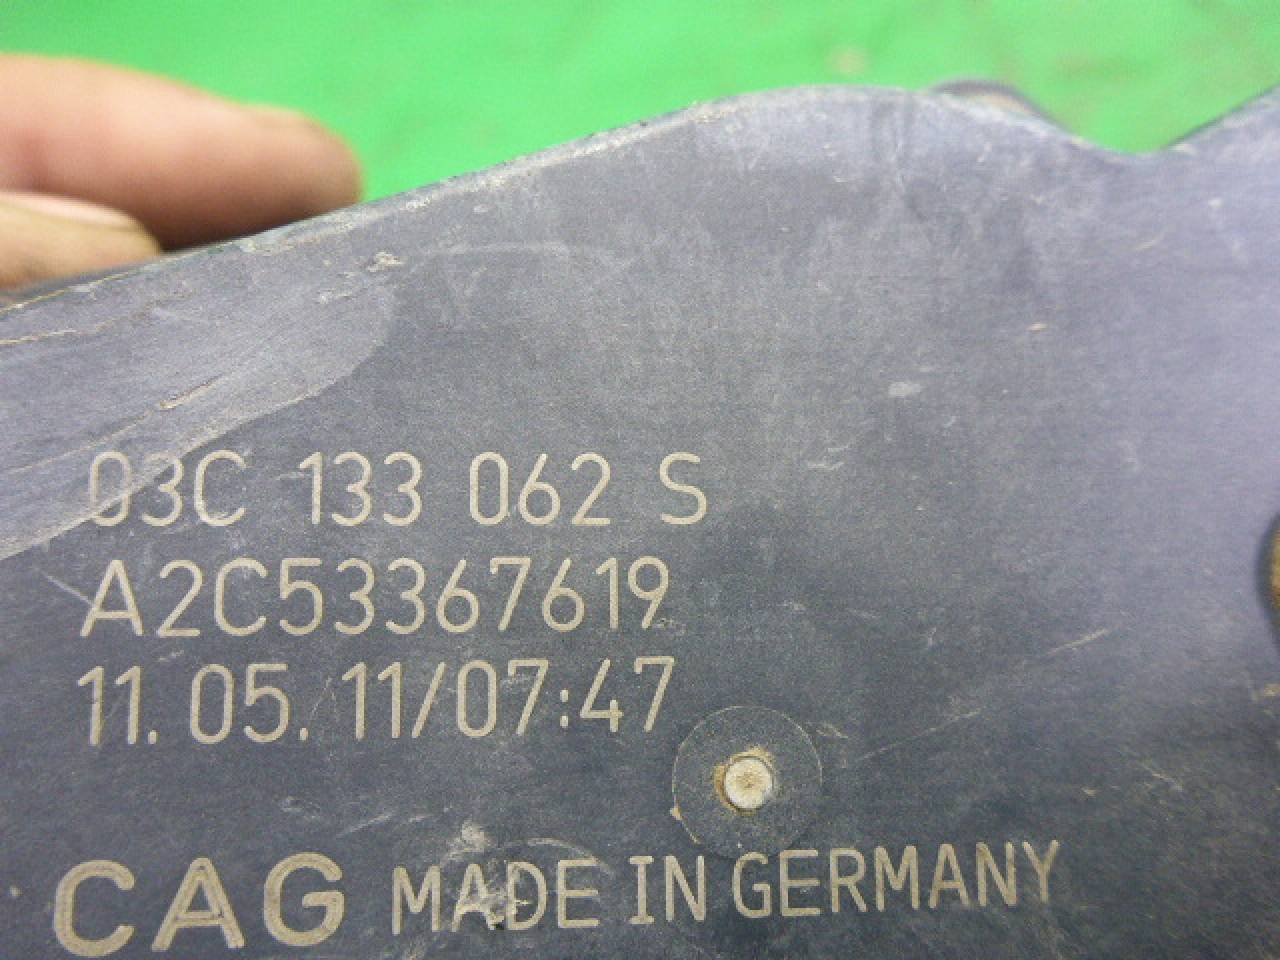 03C 133 062 S
A2C53367619
11.05.11/07:47
CAG MADE IN GERMANY